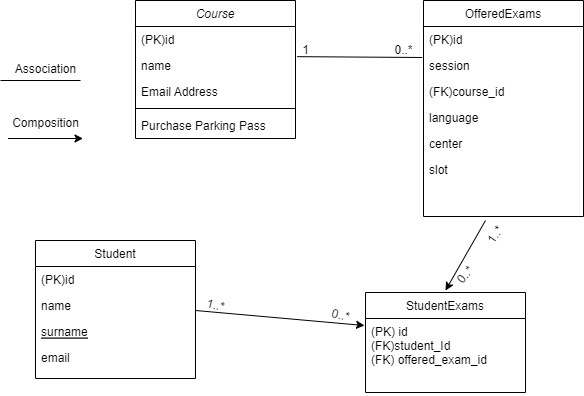 Course
(PK)id
name
Email Address
Purchase Parking Pass
1
0..*
OfferedExams
(PK)id
session
(FK)course_id
language
center
slot
Association
Composition
1..*
0..*
Student
(PK)id
name
surname
email
1..*
0..*
StudentExams
(PK) id
(FK)student_Id
(FK) offered_exam_id